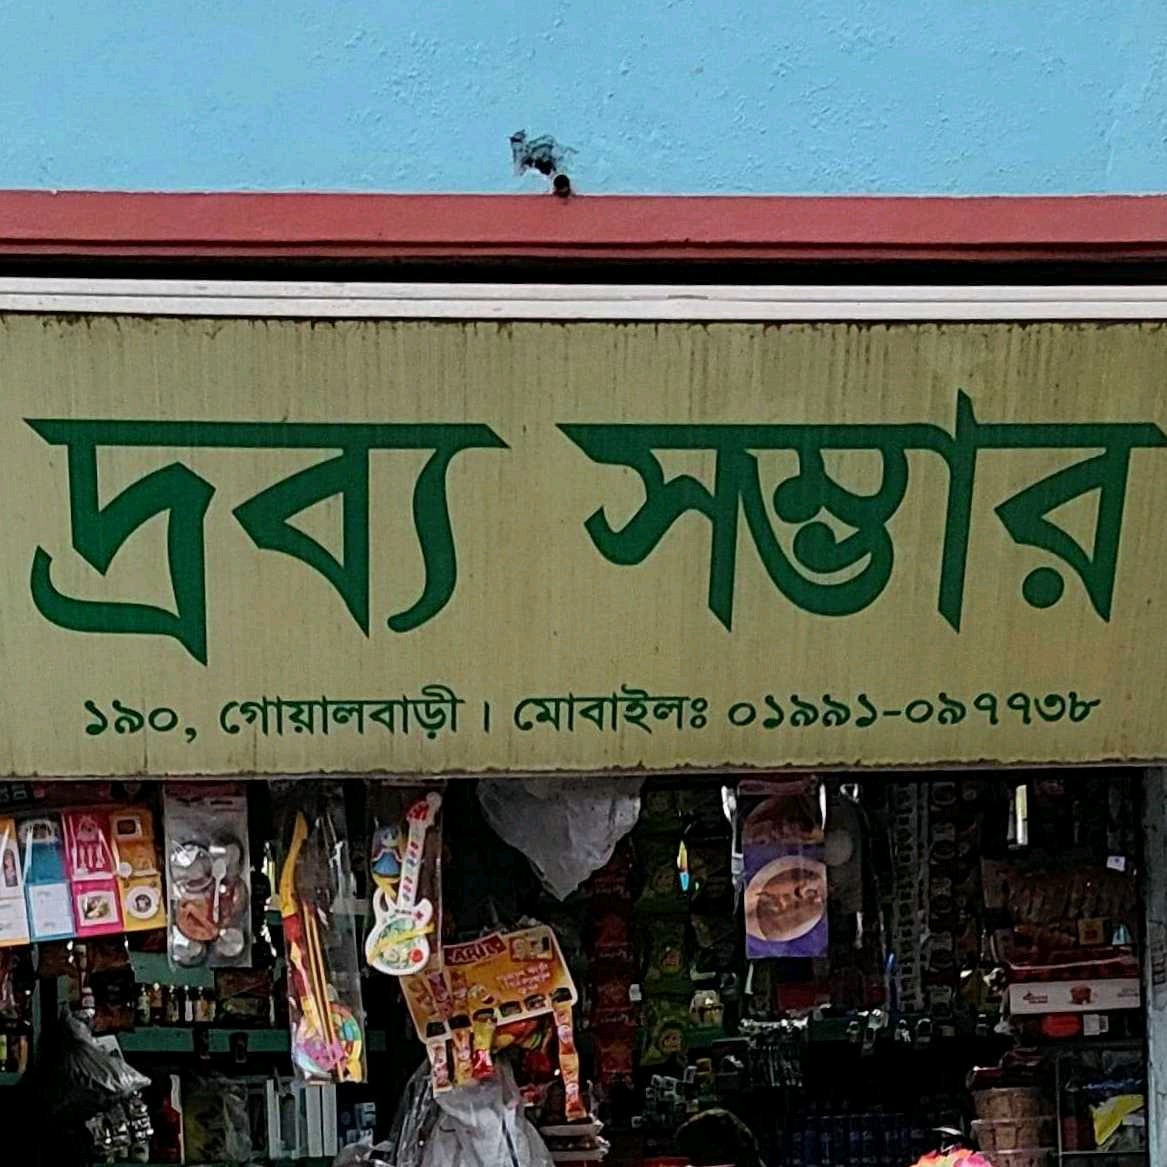 দ্রব্য সম্ভার
১৯০, গোয়ালবাড়ী। মোবাইলঃ ০১৯৯১-০৯৭৭৩৮